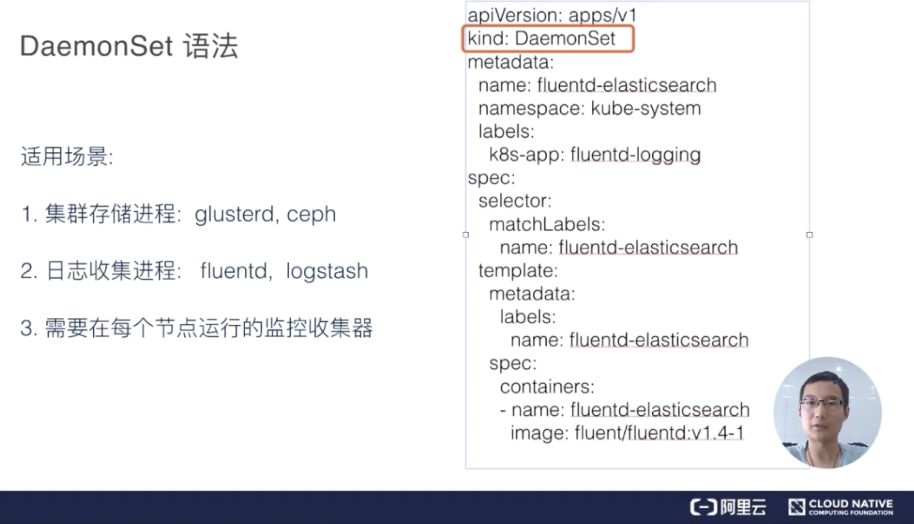 DaemonSet 语法
适用场景:
1. 集群存储进程: glusterd, ceph
2. 日志收集进程: fluentd, logstash
3. 需要在每个节点运行的监控收集器
apiVersion: apps/v1
kind: DaemonSet
metadata:
name: fluentd-elasticsearch
namespace: kube-system
labels:
k8s-app: fluentd-logging
spec:
selector:
matchLabels:
name: fluentd-elasticsearch
template:
metadata:
labels:
name: fluentd-elasticsearch
spec:
containers:
- name: fluentd-elasticsearch
image: fluent/fluentd:v1.4-1
阿里云
CLOUD NATIVE
COMPUTING FOUNDATION